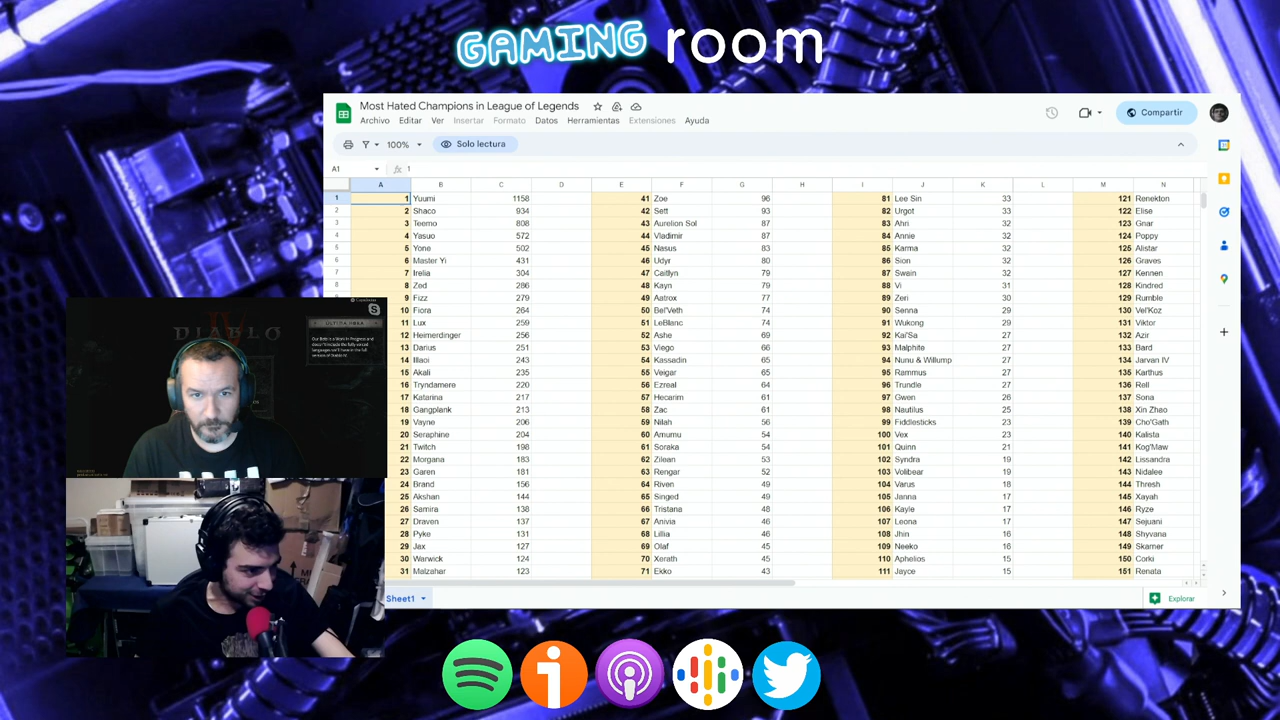 GAMING room
Most Hated Champions in League of Legends
Archivo Editar Ver Insertar Formato Datos Herramientas Extensiones Ayuda
Compartir
100% Solo lectura
A1 fx 1
A B C D E F G H I J K L M N
1 1 Yuumi 1158 41 Zoe 96 81 Lee Sin 33 121 Renekton
2 2 Shaco 934 42 Sett 93 82 Urgot 33 122 Elise
3 3 Teemo 808 43 Aurelion Sol 87 83 Ahri 32 123 Gnar
4 4 Yasuo 572 44 Vladimir 87 84 Annie 32 124 Poppy
5 5 Yone 502 45 Nasus 83 85 Karma 32 125 Alistar
6 6 Master Yi 431 46 Udyr 80 86 Sion 32 126 Graves
7 7 Irelia 304 47 Caitlyn 79 87 Swain 32 127 Kennen
8 8 Zed 286 48 Kayn 79 88 Vi 31 128 Kindred
9 Fizz 279 49 Aatrox 77 89 Zeri 30 129 Rumble
10 Fiora 264 50 Bel'Veth 74 90 Senna 29 130 Vel'Koz
11 Lux 259 51 LeBlanc 74 91 Wukong 29 131 Viktor
12 Heimerdinger 256 52 Ashe 69 92 Kai'Sa 27 132 Azir
13 Darius 251 53 Viego 66 93 Malphite 27 133 Bard
14 Illaoi 243 54 Kassadin 65 94 Nunu & Willump 27 134 Jarvan IV
15 Akali 235 55 Veigar 65 95 Rammus 27 135 Karthus
16 Tryndamere 220 56 Ezreal 64 96 Trundle 27 136 Rell
17 Katarina 217 57 Hecarim 61 97 Gwen 26 137 Sona
18 Gangplank 213 58 Zac 61 98 Nautilus 25 138 Xin Zhao
19 Vayne 206 59 Nilah 56 99 Fiddlesticks 23 139 Cho'Gath
20 Seraphine 204 60 Amumu 54 100 Vex 23 140 Kalista
21 Twitch 198 61 Soraka 54 101 Quinn 21 141 Kog'Maw
22 Morgana 183 62 Zilean 53 102 Syndra 19 142 Lissandra
23 Garen 181 63 Rengar 52 103 Volibear 19 143 Nidalee
24 Brand 156 64 Riven 49 104 Varus 18 144 Thresh
25 Akshan 144 65 Singed 49 105 Janna 17 145 Xayah
26 Samira 138 66 Tristana 48 106 Kayle 17 146 Ryze
27 Draven 137 67 Anivia 46 107 Leona 17 147 Sejuani
28 Pyke 131 68 Lillia 46 108 Jhin 16 148 Shyvana
29 Jax 127 69 Olaf 45 109 Neeko 16 149 Skarner
30 Warwick 124 70 Xerath 45 110 Aphelios 15 150 Corki
31 Malzahar 123 71 Ekko 43 111 Jayce 15 151 Renata
Sheet1 Explorar
DIABLO